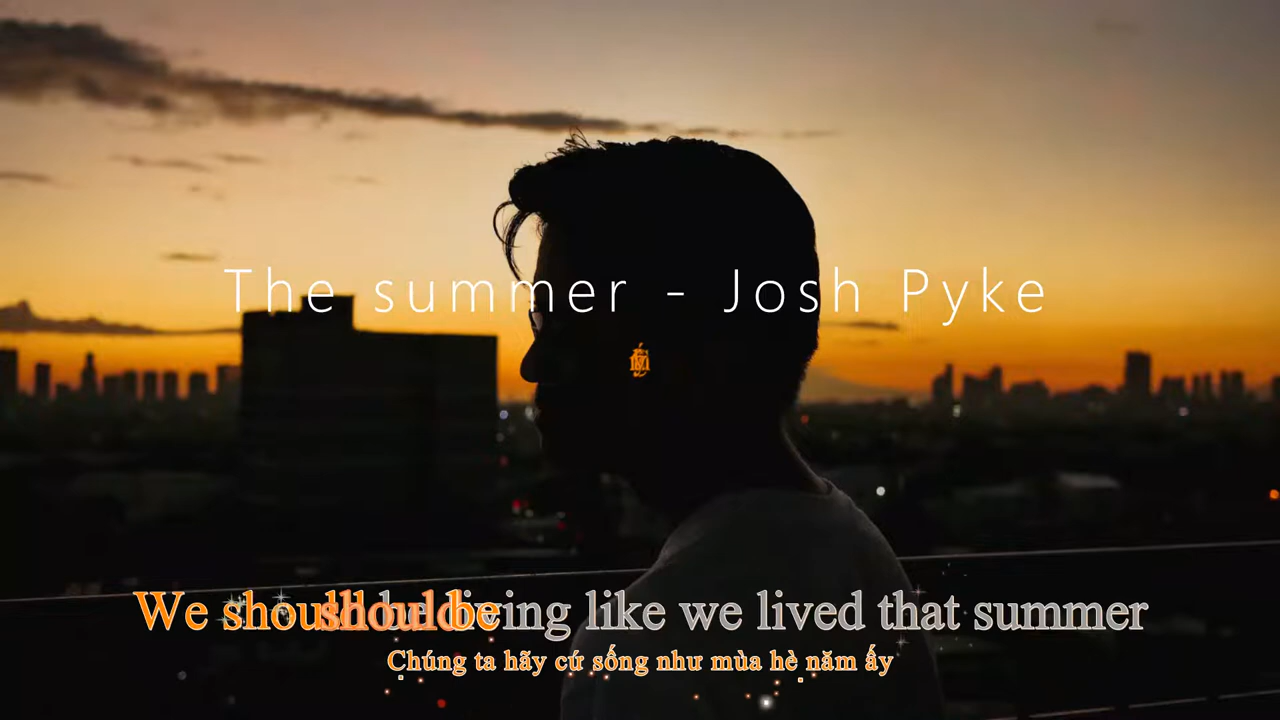 The summer - Josh Pyke
We should be living like we lived that summer
Chúng ta hãy cứ sống như mùa hè năm ấy